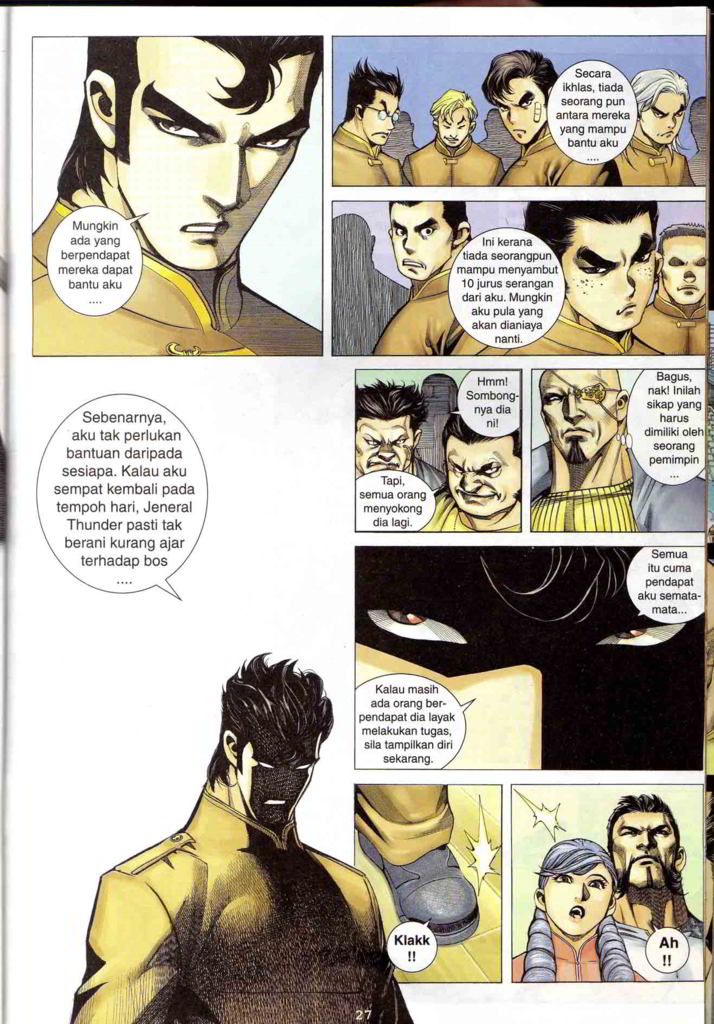 Mungkin
ada yang
berpendapat
mereka dapat
bantu aku
....
Secara
ikhlas, tiada
seorang pun
antara mereka
yang mampu
bantu aku
....
Ini kerana
tiada seorangpun
mampu menyambut
10 jurus serangan
dari aku. Mungkin
aku pula yang
akan dianiaya
nanti.
Sebenarnya,
aku tak perlukan
bantuan daripada
sesiapa. Kalau aku
sempat kembali pada
tempoh hari, Jeneral
Thunder pasti tak
berani kurang ajar
terhadap bos
....
Hmm!
Sombong-
nya dia
ni!
Tapi,
semua orang
menyokong
dia lagi.
Bagus,
nak! Inilah
sikap yang
harus
dimiliki oleh
seorang
pemimpin
...
Semua
itu cuma
pendapat
aku semata-
mata...
Kalau masih
ada orang ber-
pendapat dia layak
melakukan tugas,
sila tampilkan diri
sekarang.
Klakk
!!
Ah
!!
27